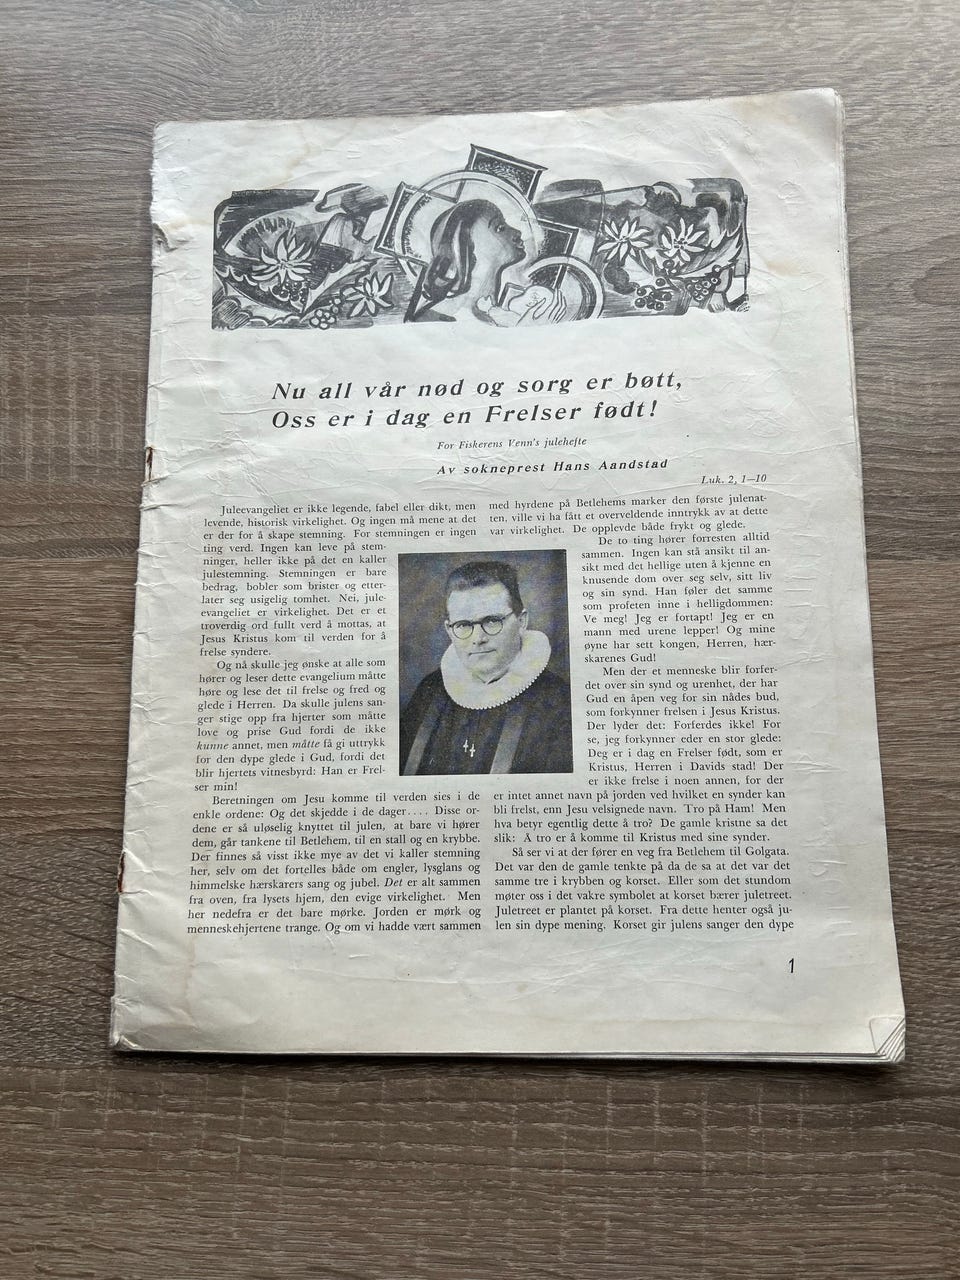 Nu all vår nød og sorg er bøtt,
Oss er i dag en Frelser født!
For Fiskerens Venn's julehefte
Av sokneprest Hans Aandstad
Luk. 2, 1—10
Juleevangeliet er ikke legende, fabel eller dikt, men
levende, historisk virkelighet. Og ingen må mene at det
er der for å skape stemning. For stemningen er ingen
ting verd. Ingen kan leve på stem-
ninger, heller ikke på det en kaller
julestemning. Stemningen er bare
bedrag, bobler som brister og etter-
later seg usigelig tomhet. Nei, jule-
evangeliet er virkelighet. Det er et
troverdig ord fullt verd å mottas, at
Jesus Kristus kom til verden for å
frelse syndere.
Og nå skulle jeg ønske at alle som
hører og leser dette evangelium måtte
høre og lese det til frelse og fred og
glede i Herren. Da skulle julens san-
ger stige opp fra hjerter som måtte
love og prise Gud fordi de ikke
kunne annet, men måtte få gi uttrykk
for den dype glede i Gud, fordi det
blir hjertets vitnesbyrd: Han er Frel-
ser min!
Beretningen om Jesu komme til verden sies i de
enkle ordene: Og det skjedde i de dager.... Disse or-
dene er så uløselig knyttet til julen, at bare vi hører
dem, går tankene til Betlehem, til en stall og en krybbe.
Der finnes så visst ikke mye av det vi kaller stemning
her, selv om det fortelles både om engler, lysglans og
himmelske hærskarers sang og jubel. Det er alt sammen
fra oven, fra lysets hjem, den evige virkelighet. Men
her nedefra er det bare mørke. Jorden er mørk og
menneskehjertene trange. Og om vi hadde vært sammen
med hyrdene på Betlehems marker den første julenat-
ten, ville vi ha fått et overveldende inntrykk av at dette
var virkelighet. De opplevde både frykt og glede.
De to ting hører forresten alltid
sammen. Ingen kan stå ansikt til an-
sikt med det hellige uten å kjenne en
knusende dom over seg selv, sitt liv
og sin synd. Han føler det samme
som profeten inne i helligdommen:
Ve meg! Jeg er fortapt! Jeg er en
mann med urene lepper! Og mine
øyne har sett kongen, Herren, hær-
skarenes Gud!
Men der et menneske blir forfer-
det over sin synd og urenhet, der har
Gud en åpen veg for sin nådes bud,
som forkynner frelsen i Jesus Kristus.
Der lyder det: Forferdes ikke! For
se, jeg forkynner eder en stor glede:
Deg er i dag en Frelser født, som er
Kristus, Herren i Davids stad! Der
er ikke frelse i noen annen, for der
er intet annet navn på jorden ved hvilket en synder kan
bli frelst, enn Jesu velsignede navn. Tro på Ham! Men
hva betyr egentlig dette å tro? De gamle kristne sa det
slik: Å tro er å komme til Kristus med sine synder.
Så ser vi at der fører en veg fra Betlehem til Golgata.
Det var den de gamle tenkte på da de sa at det var det
samme tre i krybben og korset. Eller som det stundom
møter oss i det vakre symbolet at korset bærer juletreet.
Juletreet er plantet på korset. Fra dette henter også ju-
len sin dype mening. Korset gir julens sanger den dype
1